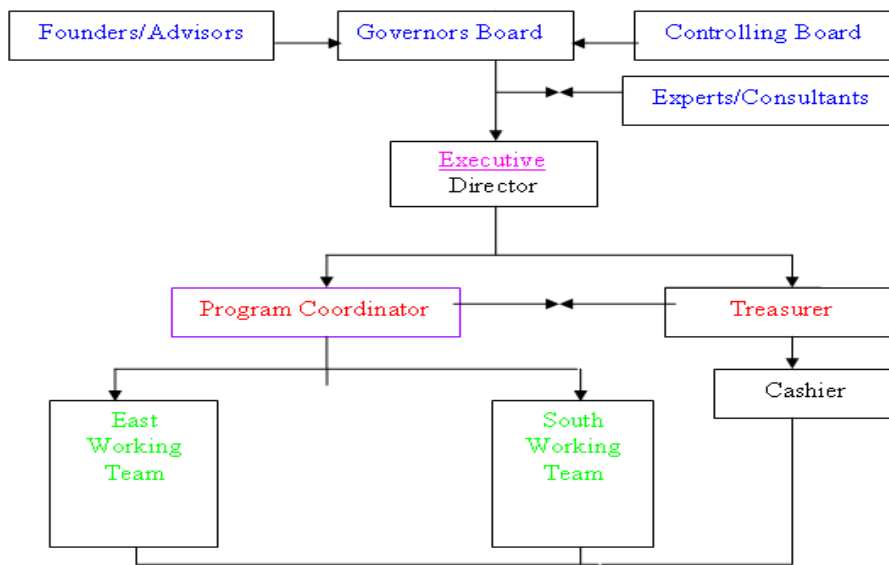 Founders/Advisors
Governors Board
Controlling Board
Experts/Consultants
Executive
Director
Program Coordinator
Treasurer
Cashier
East
Working
Team
South
Working
Team